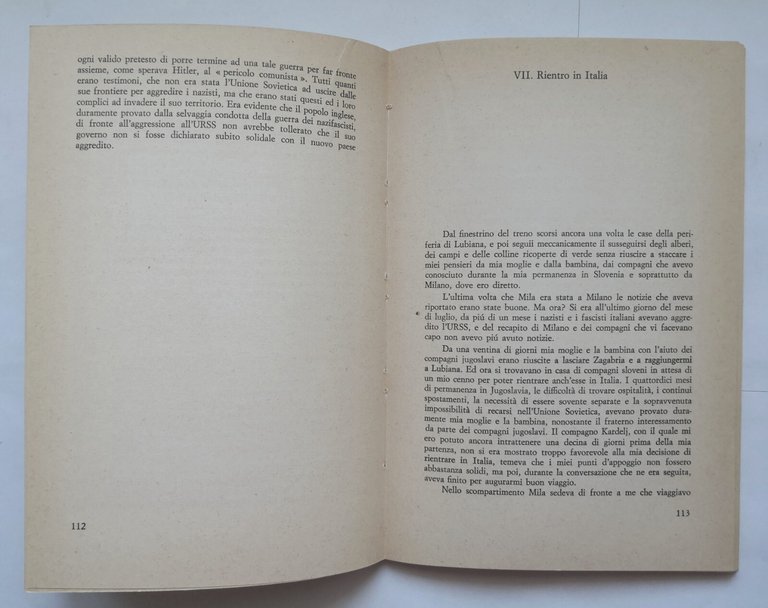 ogni valido pretesto di porre termine ad una tale guerra per far fronte
assieme, come sperava Hitler, al « pericolo comunista ». Tutti quanti
erano testimoni, che non era stata l'Unione Sovietica ad uscire dalle
sue frontiere per aggredire i nazisti, ma che erano stati questi ed i loro
complici ad invadere il suo territorio. Era evidente che il popolo inglese,
duramente provato dalla selvaggia condotta della guerra dei nazifascisti,
di fronte all'aggressione all'URSS non avrebbe tollerato che il suo
governo non si fosse dichiarato subito solidale con il nuovo paese
aggredito.
112
VII. Rientro in Italia
Dal finestrino del treno scorsi ancora una volta le case della peri-
feria di Lubiana, e poi seguii meccanicamente il susseguirsi degli alberi,
dei campi e delle colline ricoperte di verde senza riuscire a staccare i
miei pensieri da mia moglie e dalla bambina, dai compagni che avevo
conosciuto durante la mia permanenza in Slovenia e soprattutto da
Milano, dove ero diretto.
L'ultima volta che Mila era stata a Milano le notizie che aveva
riportato erano state buone. Ma ora? Si era all'ultimo giorno del mese
di luglio, da piú di un mese i nazisti e i fascisti italiani avevano aggre-
dito l'URSS, e del recapito di Milano e dei compagni che vi facevano
capo non avevo piú avuto notizie.
Da una ventina di giorni mia moglie e la bambina con l'aiuto dei
compagni jugoslavi erano riuscite a lasciare Zagabria e a raggiungermi
a Lubiana. Ed ora si trovavano in casa di compagni sloveni in attesa di
un mio cenno per poter rientrare anch'esse in Italia. I quattordici mesi
di permanenza in Jugoslavia, le difficoltà di trovare ospitalità, i continui
spostamenti, la necessità di essere sovente separate e la sopravvenuta
impossibilità di recarsi nell'Unione Sovietica, avevano provato dura-
mente mia moglie e la bambina, nonostante il fraterno interessamento
da parte dei compagni jugoslavi. Il compagno Kardelj, con il quale mi
ero potuto ancora intrattenere una decina di giorni prima della mia
partenza, non si era mostrato troppo favorevole alla mia decisione di
rientrare in Italia, temeva che i miei punti d'appoggio non fossero
abbastanza solidi, ma poi, durante la conversazione che ne era seguita,
aveva finito per augurarmi buon viaggio.
Nello scompartimento Mila sedeva di fronte a me che viaggiavo
113